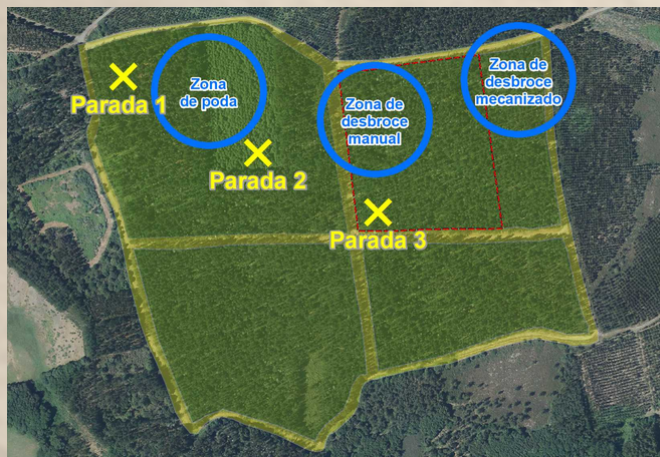 Zona
de poda
Parada 1
Parada 2
Zona de
desbroce
manual
Zona de
desbroce
mecanizado
Parada 3